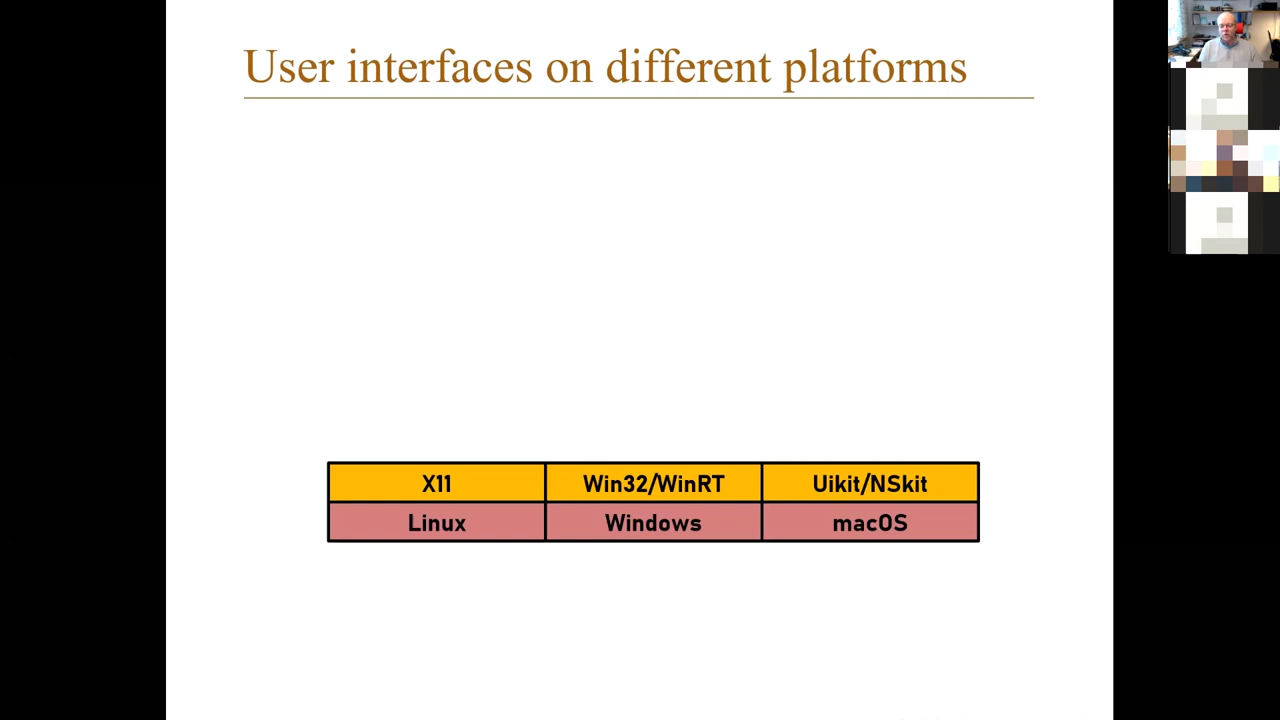 User interfaces on different platforms
X11 Win32/WinRT Uikit/NSkit
Linux Windows macOS